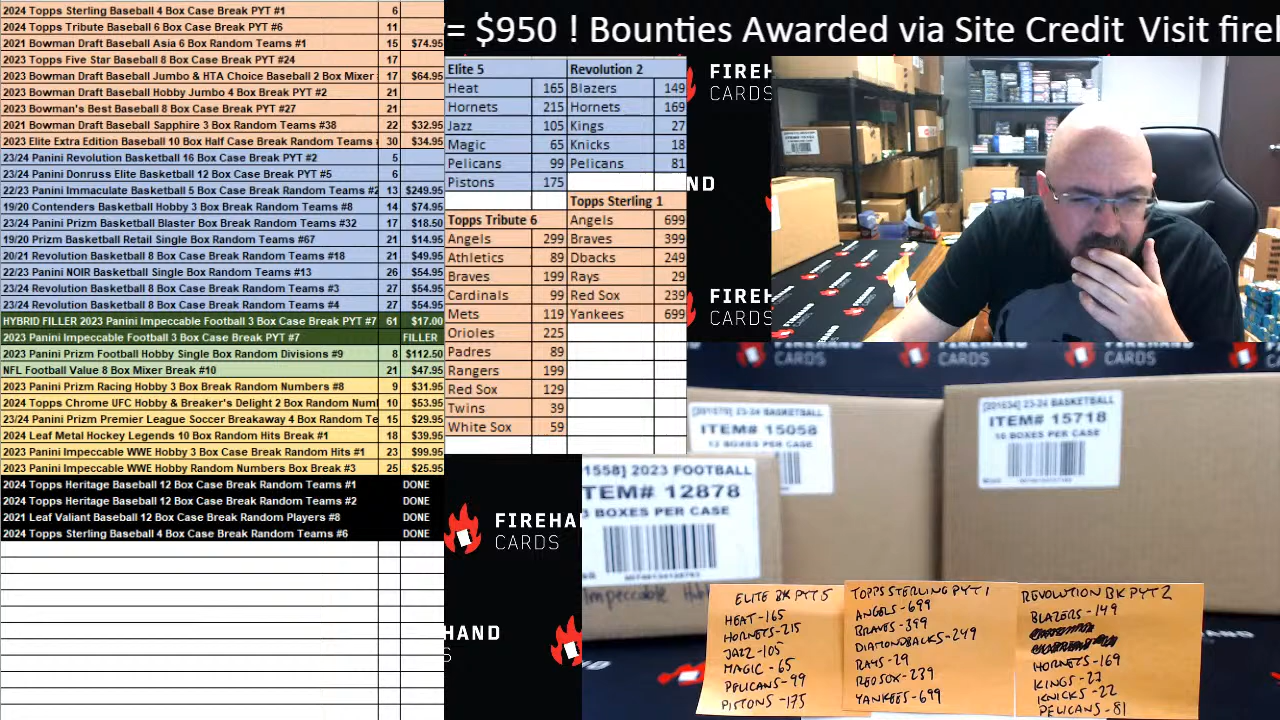 2024 Topps Sterling Baseball 4 Box Case Break PYT #1 6
2024 Topps Tribute Baseball 6 Box Case Break PYT #6 11
2021 Bowman Draft Baseball Asia 6 Box Random Teams #1 15 $74.95
2023 Topps Five Star Baseball 8 Box Case Break PYT #24 17
2023 Bowman Draft Baseball Jumbo & HTA Choice Baseball 2 Box Mixer 17 $64.95
2023 Bowman Draft Baseball Hobby Jumbo 4 Box PYT #2 21
2023 Bowman's Best Baseball 8 Box Case Break PYT #27 21
2021 Bowman Draft Baseball Sapphire 3 Box Random Teams #38 22 $32.95
2023 Elite Extra Edition Baseball 10 Box Half Case Break Random Teams 30 $34.95
23/24 Panini Revolution Basketball 16 Box Case Break PYT #2 5
23/24 Panini Donruss Elite Basketball 12 Box Case Break PYT #5 6
22/23 Panini Immaculate Basketball 5 Box Case Break Random Teams #2 13 $249.95
19/20 Contenders Basketball Hobby 3 Box Random Teams #8 14 $74.95
23/24 Panini Prizm Basketball Blaster Box Random Teams #32 17 $18.50
19/20 Prizm Basketball Retail Single Box Random Teams #67 21 $14.95
20/21 Revolution Basketball 8 Box Random Teams #18 21 $49.95
22/23 Panini NOIR Basketball Single Box Random Teams #13 26 $54.95
23/24 Revolution Basketball 8 Box Random Teams #3 27 $54.95
23/24 Revolution Basketball 8 Box Random Teams #4 27 $54.95
HYBRID FILLER 2023 Panini Impeccable Football 3 Box Case Break PYT #7 61 $17.00
2023 Panini Impeccable Football 3 Box Case Break PYT #7 FILLER
2023 Panini Prizm Football Hobby Single Box Random Divisions #9 8 $112.50
NFL Football Value 8 Box Mixer Break #10 21 $47.95
2023 Panini Prizm Racing Hobby 3 Box Break Random Numbers #8 9 $31.95
2024 Topps Chrome UFC Hobby & Breaker's Delight 2 Box Random Num 10 $53.95
23/24 Panini Prizm Premier League Soccer Breakaway 4 Box Random Te 15 $29.95
2024 Leaf Metal Hockey Legends 10 Box Random Hits Break #1 18 $39.95
2023 Panini Impeccable WWE Hobby 3 Box Case Break Random Hits #1 23 $99.95
2023 Panini Impeccable WWE Hobby Random Numbers Box Break #3 25 $25.95
2024 Topps Heritage Baseball 12 Box Case Break Random Teams #1 DONE
2024 Topps Heritage Baseball 12 Box Case Break Random Teams #2 DONE
2021 Leaf Valiant Baseball 12 Box Case Break Random Players #8 DONE
2024 Topps Sterling Baseball 4 Box Case Break Random Teams #6 DONE
= $950 ! Bounties Awarded via Site Credit Visit fire
Elite 5
Heat 165
Hornets 215
Jazz 105
Magic 65
Pelicans 99
Pistons 175
Topps Tribute 6
Angels 299
Athletics 89
Braves 199
Cardinals 99
Mets 119
Orioles 225
Padres 89
Rangers 199
Red Sox 129
Twins 39
White Sox 59
Revolution 2
Blazers 149
Hornets 169
Kings 27
Knicks 18
Pelicans 81
Topps Sterling 1
Angels 699
Braves 399
Dbacks 249
Rays 29
Red Sox 239
Yankees 699
FIREH
CARDS
ND
FIREH
CARDS
FIREHA
CARDS
HAND
S
CARDS
[201570] 23-24 BASKETBALL
ITEM# 15058
12 BOXES PER CASE
[201634] 23-24 BASKETBALL
ITEM# 15718
16 BOXES PER CASE
1558] 2023 FOOTBALL
TEM# 12878
3 BOXES PER CASE
Impeccable
ELITE BK PYT 5
HEAT-165
HORNETS-215
JAZZ-105
MAGIC-65
PELICANS-99
PISTONS-175
TOPPS STERLING PYT 1
ANGELS-699
BRAVES-399
DIAMONDBACKS-249
RAYS-29
RED SOX-239
YANKEES-699
REVOLUTION BK PYT 2
BLAZERS-149
HORNETS-169
KINGS-27
KNICKS-22
PELICANS-81